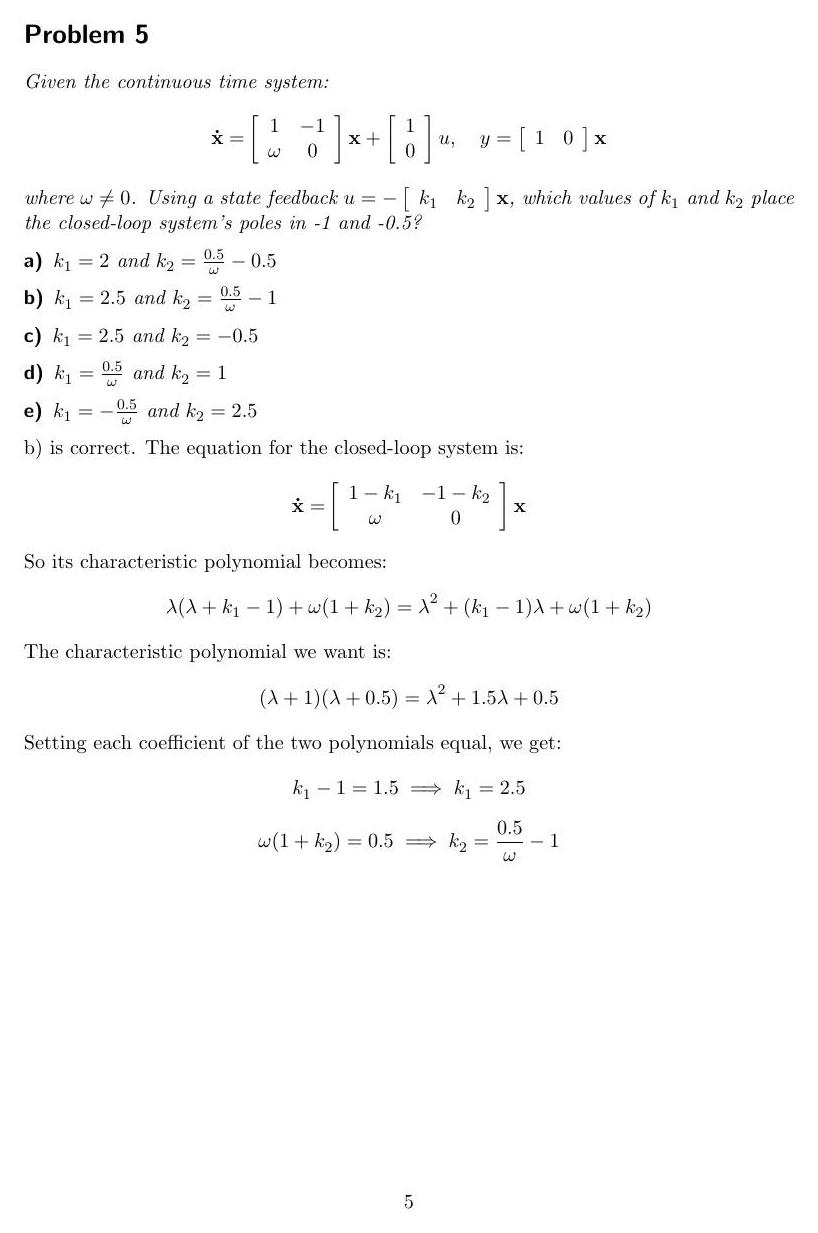 Problem 5
Given the continuous time system:
ẋ = [ 1 −1 ; ω 0 ] x + [ 1 ; 0 ] u, y = [ 1 0 ] x
where ω ≠ 0. Using a state feedback u = − [ k₁ k₂ ] x, which values of k₁ and k₂ place
the closed-loop system's poles in -1 and -0.5?
a) k₁ = 2 and k₂ = 0.5/ω − 0.5
b) k₁ = 2.5 and k₂ = 0.5/ω − 1
c) k₁ = 2.5 and k₂ = −0.5
d) k₁ = 0.5/ω and k₂ = 1
e) k₁ = −0.5/ω and k₂ = 2.5
b) is correct. The equation for the closed-loop system is:
ẋ = [ 1 − k₁ −1 − k₂ ; ω 0 ] x
So its characteristic polynomial becomes:
λ(λ + k₁ − 1) + ω(1 + k₂) = λ² + (k₁ − 1)λ + ω(1 + k₂)
The characteristic polynomial we want is:
(λ + 1)(λ + 0.5) = λ² + 1.5λ + 0.5
Setting each coefficient of the two polynomials equal, we get:
k₁ − 1 = 1.5 ⟹ k₁ = 2.5
ω(1 + k₂) = 0.5 ⟹ k₂ = 0.5/ω − 1
5